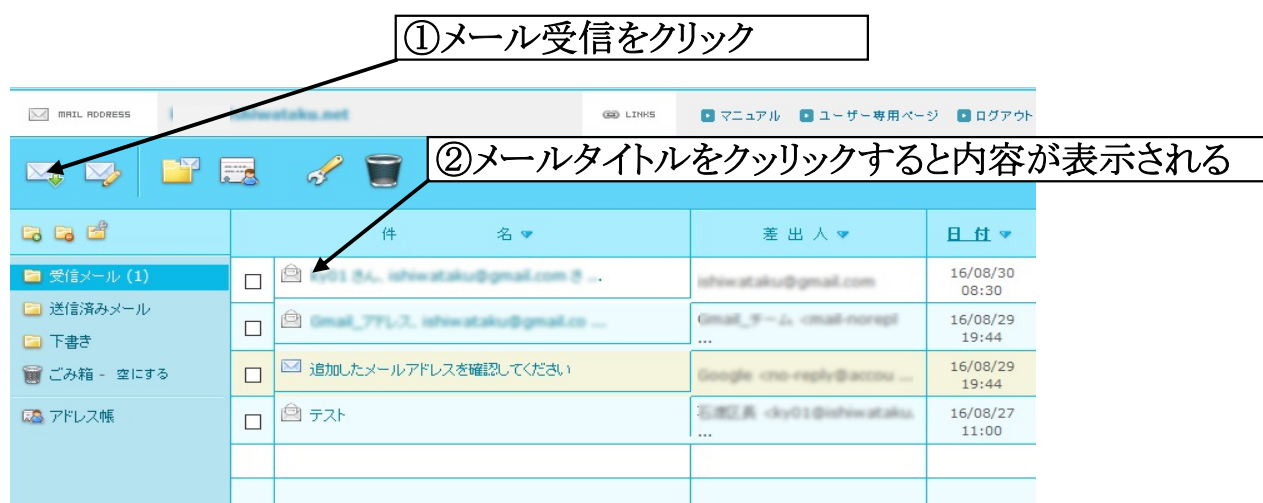 ①メール受信をクリック
MAIL ADDRESS
LINKS
マニュアル ユーザー専用ページ ログアウト
②メールタイトルをクッリックすると内容が表示される
件 名 差出人 日 付
受信メール (1)
送信済みメール
下書き
ごみ箱 - 空にする
アドレス帳
16/08/30
08:30
16/08/29
19:44
追加したメールアドレスを確認してください
16/08/29
19:44
テスト
16/08/27
11:00